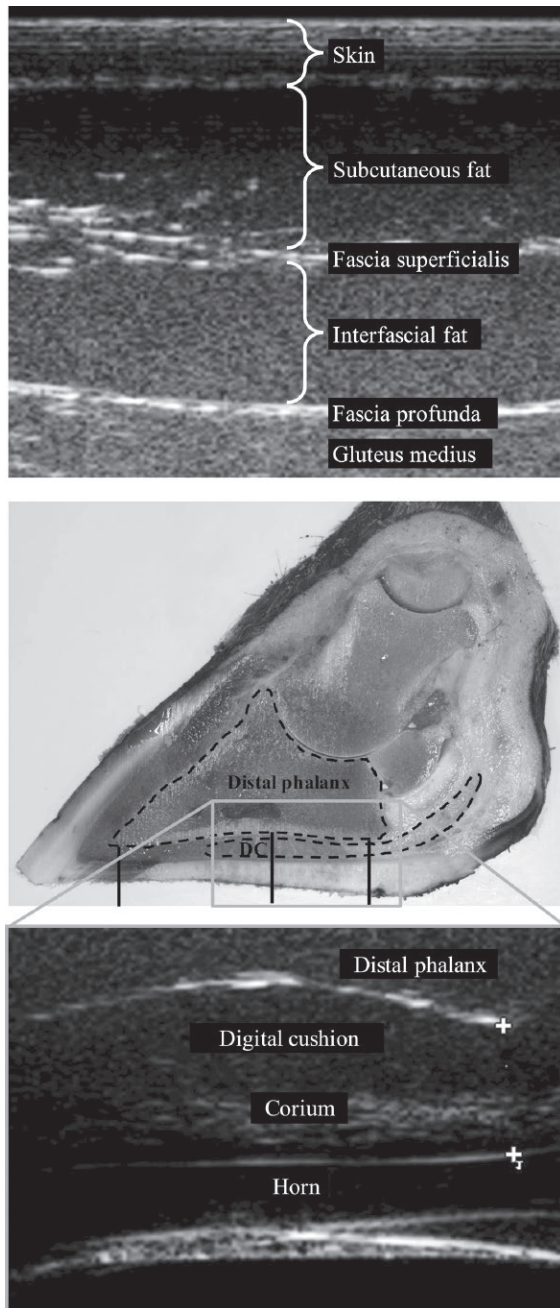 Skin
Subcutaneous fat
Fascia superficialis
Interfascial fat
Fascia profunda
Gluteus medius
Distal phalanx
DC
Distal phalanx
Digital cushion
Corium
Horn